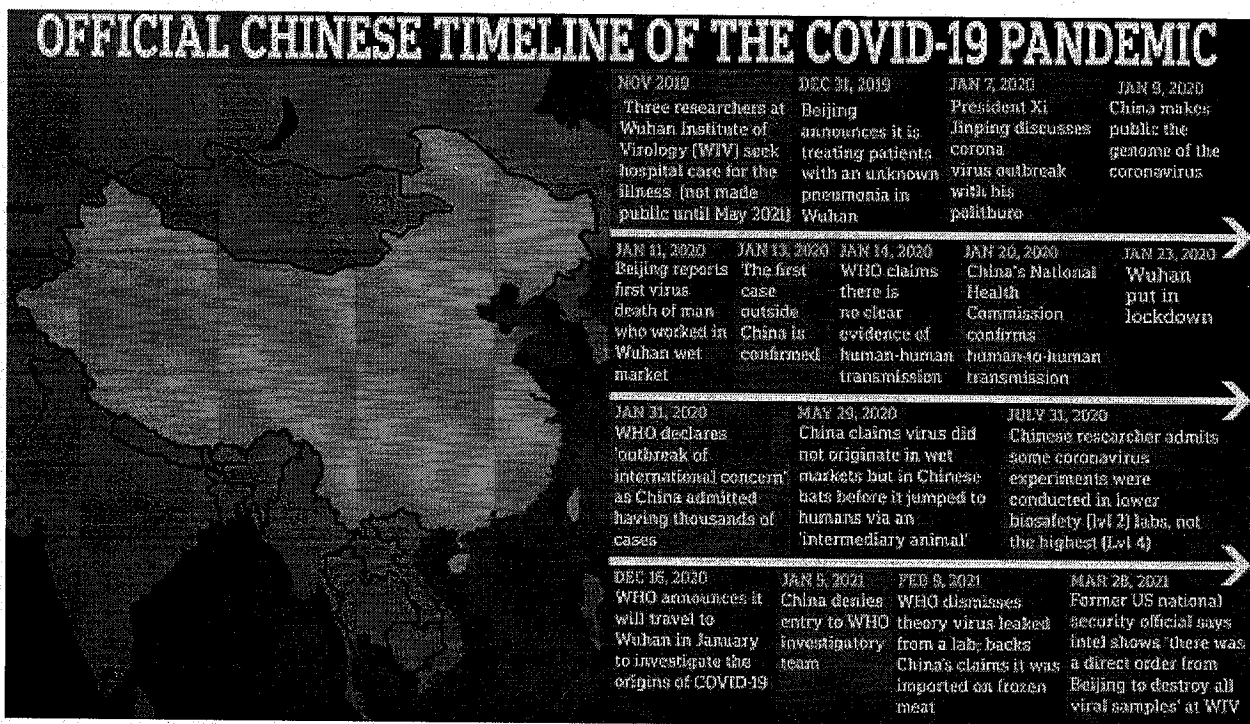 OFFICIAL CHINESE TIMELINE OF THE COVID-19 PANDEMIC
NOV 2019
Three researchers at
Wuhan Institute of
Virology (WIV) seek
hospital care for the
illness (not made
public until May 2021)
DEC 31, 2019
Beijing
announces it is
treating patients
with an unknown
pneumonia in
Wuhan
JAN 7, 2020
President Xi
Jinping discusses
corona
virus outbreak
with his
politburo
JAN 9, 2020
China makes
public the
genome of the
coronavirus
JAN 11, 2020
Beijing reports
first virus
death of man
who worked in
Wuhan wet
market
JAN 13, 2020
The first
case
outside
China is
confirmed
JAN 14, 2020
WHO claims
there is
no clear
evidence of
human-human
transmission
JAN 20, 2020
China's National
Health
Commission
confirms
human-to-human
transmission
JAN 23, 2020
Wuhan
put in
lockdown
JAN 31, 2020
WHO declares
'outbreak of
international concern'
as China admitted
having thousands of
cases
MAY 29, 2020
China claims virus did
not originate in wet
markets but in Chinese
bats before it jumped to
humans via an
'intermediary animal'
JULY 31, 2020
Chinese researcher admits
some coronavirus
experiments were
conducted in lower
biosafety (lvl 2) labs, not
the highest (Lvl 4)
DEC 16, 2020
WHO announces it
will travel to
Wuhan in January
to investigate the
origins of COVID-19
JAN 5, 2021
China denies
entry to WHO
investigatory
team
FEB 9, 2021
WHO dismisses
theory virus leaked
from a lab; backs
China's claims it was
imported on frozen
meat
MAR 28, 2021
Former US national
security official says
intel shows 'there was
a direct order from
Beijing to destroy all
viral samples' at WIV